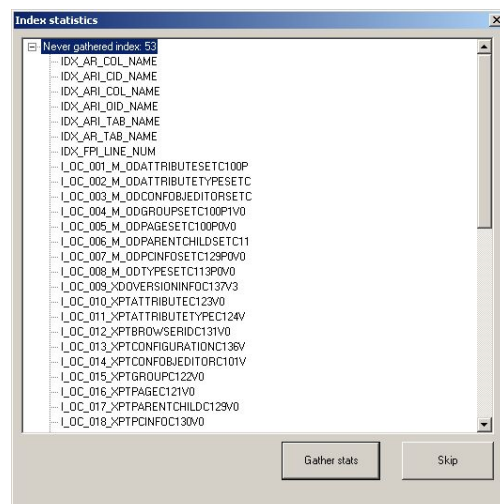 Index statistics
Never gathered index: 53
IDX_AR_COL_NAME
IDX_ARI_CID_NAME
IDX_ARI_COL_NAME
IDX_ARI_OID_NAME
IDX_ARI_TAB_NAME
IDX_AR_TAB_NAME
IDX_FPI_LINE_NUM
I_OC_001_M_ODATTRIBUTESETC100P
I_OC_002_M_ODATTRIBUTETYPESETC
I_OC_003_M_ODCONFOBJEDITORSETC
I_OC_004_M_ODGROUPSETC100P1V0
I_OC_005_M_ODPAGESETC100P0V0
I_OC_006_M_ODPARENTCHILDSETC11
I_OC_007_M_ODPCINFOSETC129P0V0
I_OC_008_M_ODTYPESETC113P0V0
I_OC_009_XDOVERSIONINFOC137V3
I_OC_010_XPTATTRIBUTEC123V0
I_OC_011_XPTATTRIBUTETYPEC124V
I_OC_012_XPTBROWSERIDC131V0
I_OC_013_XPTCONFIGURATIONC136V
I_OC_014_XPTCONFOBJEDITORC101V
I_OC_015_XPTGROUPC122V0
I_OC_016_XPTPAGEC121V0
I_OC_017_XPTPARENTCHILDC129V0
I_OC_018_XPTPCINFOC130V0
Gather stats
Skip